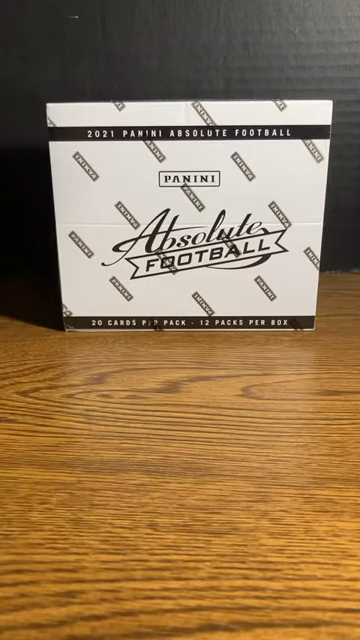 2021 PANINI ABSOLUTE FOOTBALL
PANINI
Absolute
FOOTBALL
20 CARDS PER PACK - 12 PACKS PER BOX